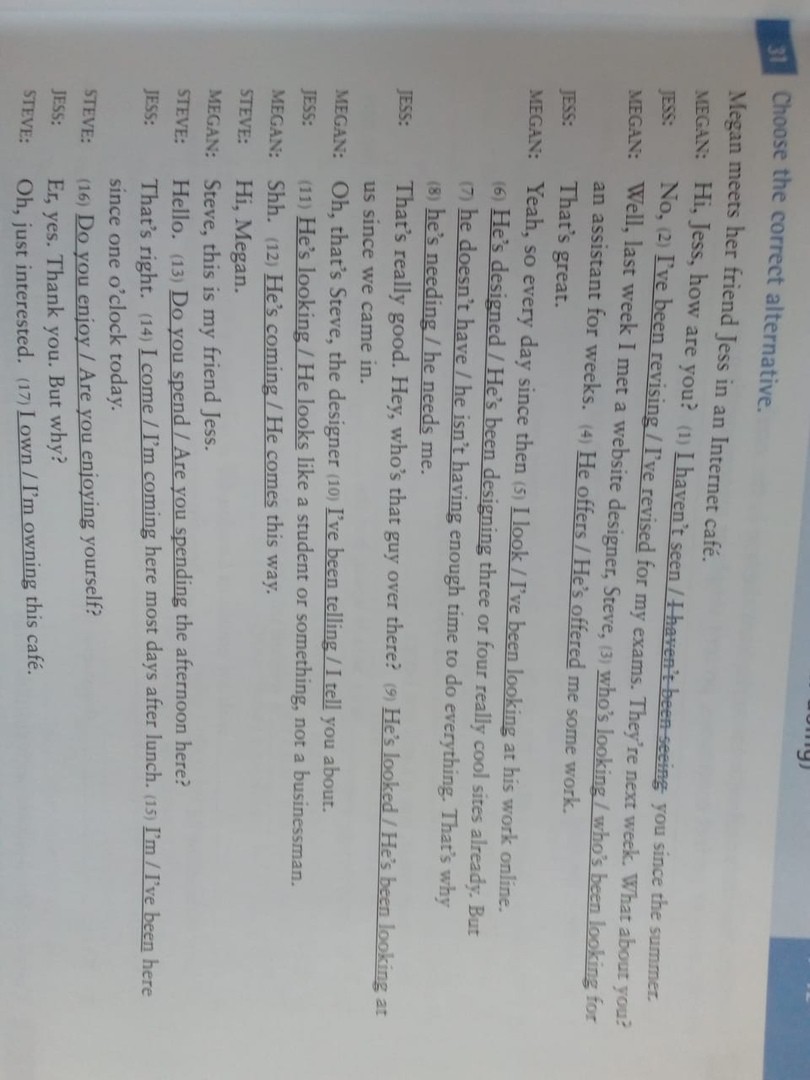 31 Choose the correct alternative.
Megan meets her friend Jess in an Internet café.
MEGAN: Hi, Jess, how are you? (1) I haven't seen / I haven't been seeing you since the summer.
JESS: No, (2) I've been revising / I've revised for my exams. They're next week. What about you?
MEGAN: Well, last week I met a website designer, Steve, (3) who's looking / who's been looking for
an assistant for weeks. (4) He offers / He's offered me some work.
JESS: That's great.
MEGAN: Yeah, so every day since then (5) I look / I've been looking at his work online.
(6) He's designed / He's been designing three or four really cool sites already. But
(7) he doesn't have / he isn't having enough time to do everything. That's why
(8) he's needing / he needs me.
JESS: That's really good. Hey, who's that guy over there? (9) He's looked / He's been looking at
us since we came in.
MEGAN: Oh, that's Steve, the designer (10) I've been telling / I tell you about.
JESS: (11) He's looking / He looks like a student or something, not a businessman.
MEGAN: Shh. (12) He's coming / He comes this way.
STEVE: Hi, Megan.
MEGAN: Steve, this is my friend Jess.
STEVE: Hello. (13) Do you spend / Are you spending the afternoon here?
JESS: That's right. (14) I come / I'm coming here most days after lunch. (15) I'm / I've been here
since one o'clock today.
STEVE: (16) Do you enjoy / Are you enjoying yourself?
JESS: Er, yes. Thank you. But why?
STEVE: Oh, just interested. (17) I own / I'm owning this café.